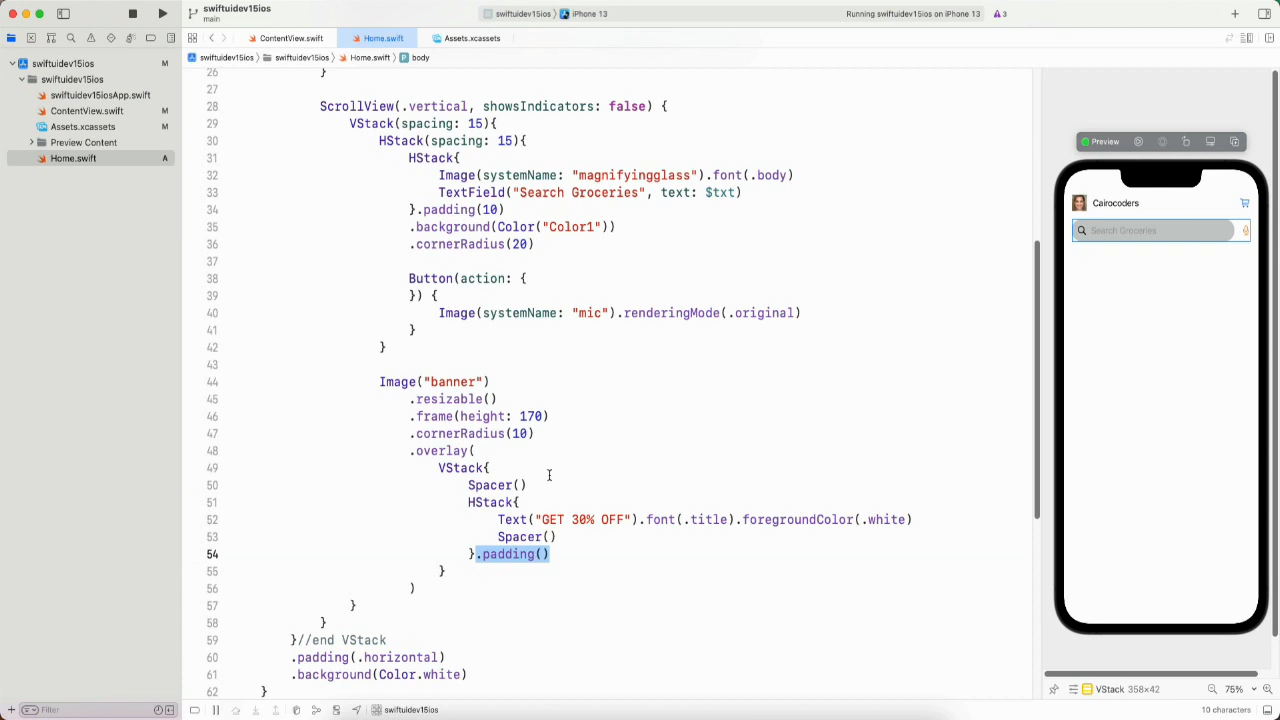 swiftuidev15ios
main
swiftuidev15ios 〉 iPhone 13
Running swiftuidev15ios on iPhone 13
3
ContentView.swift
Home.swift
Assets.xcassets
swiftuidev15ios 〉 swiftuidev15ios 〉 Home.swift 〉 body
swiftuidev15ios M
swiftuidev15ios
swiftuidev15iosApp.swift
ContentView.swift M
Assets.xcassets M
Preview Content
Home.swift A
26 }
27
28 ScrollView(.vertical, showsIndicators: false) {
29 VStack(spacing: 15){
30 HStack(spacing: 15){
31 HStack{
32 Image(systemName: "magnifyingglass").font(.body)
33 TextField("Search Groceries", text: $txt)
34 }.padding(10)
35 .background(Color("Color1"))
36 .cornerRadius(20)
37
38 Button(action: {
39 }) {
40 Image(systemName: "mic").renderingMode(.original)
41 }
42 }
43
44 Image("banner")
45 .resizable()
46 .frame(height: 170)
47 .cornerRadius(10)
48 .overlay(
49 VStack{
50 Spacer()
51 HStack{
52 Text("GET 30% OFF").font(.title).foregroundColor(.white)
53 Spacer()
54 }.padding()
55 }
56 )
57 }
58 }
59 }//end VStack
60 .padding(.horizontal)
61 .background(Color.white)
62 }
Preview
Cairocoders
Search Groceries
VStack 358×42
75%
Filter
swiftuidev15ios
10 characters